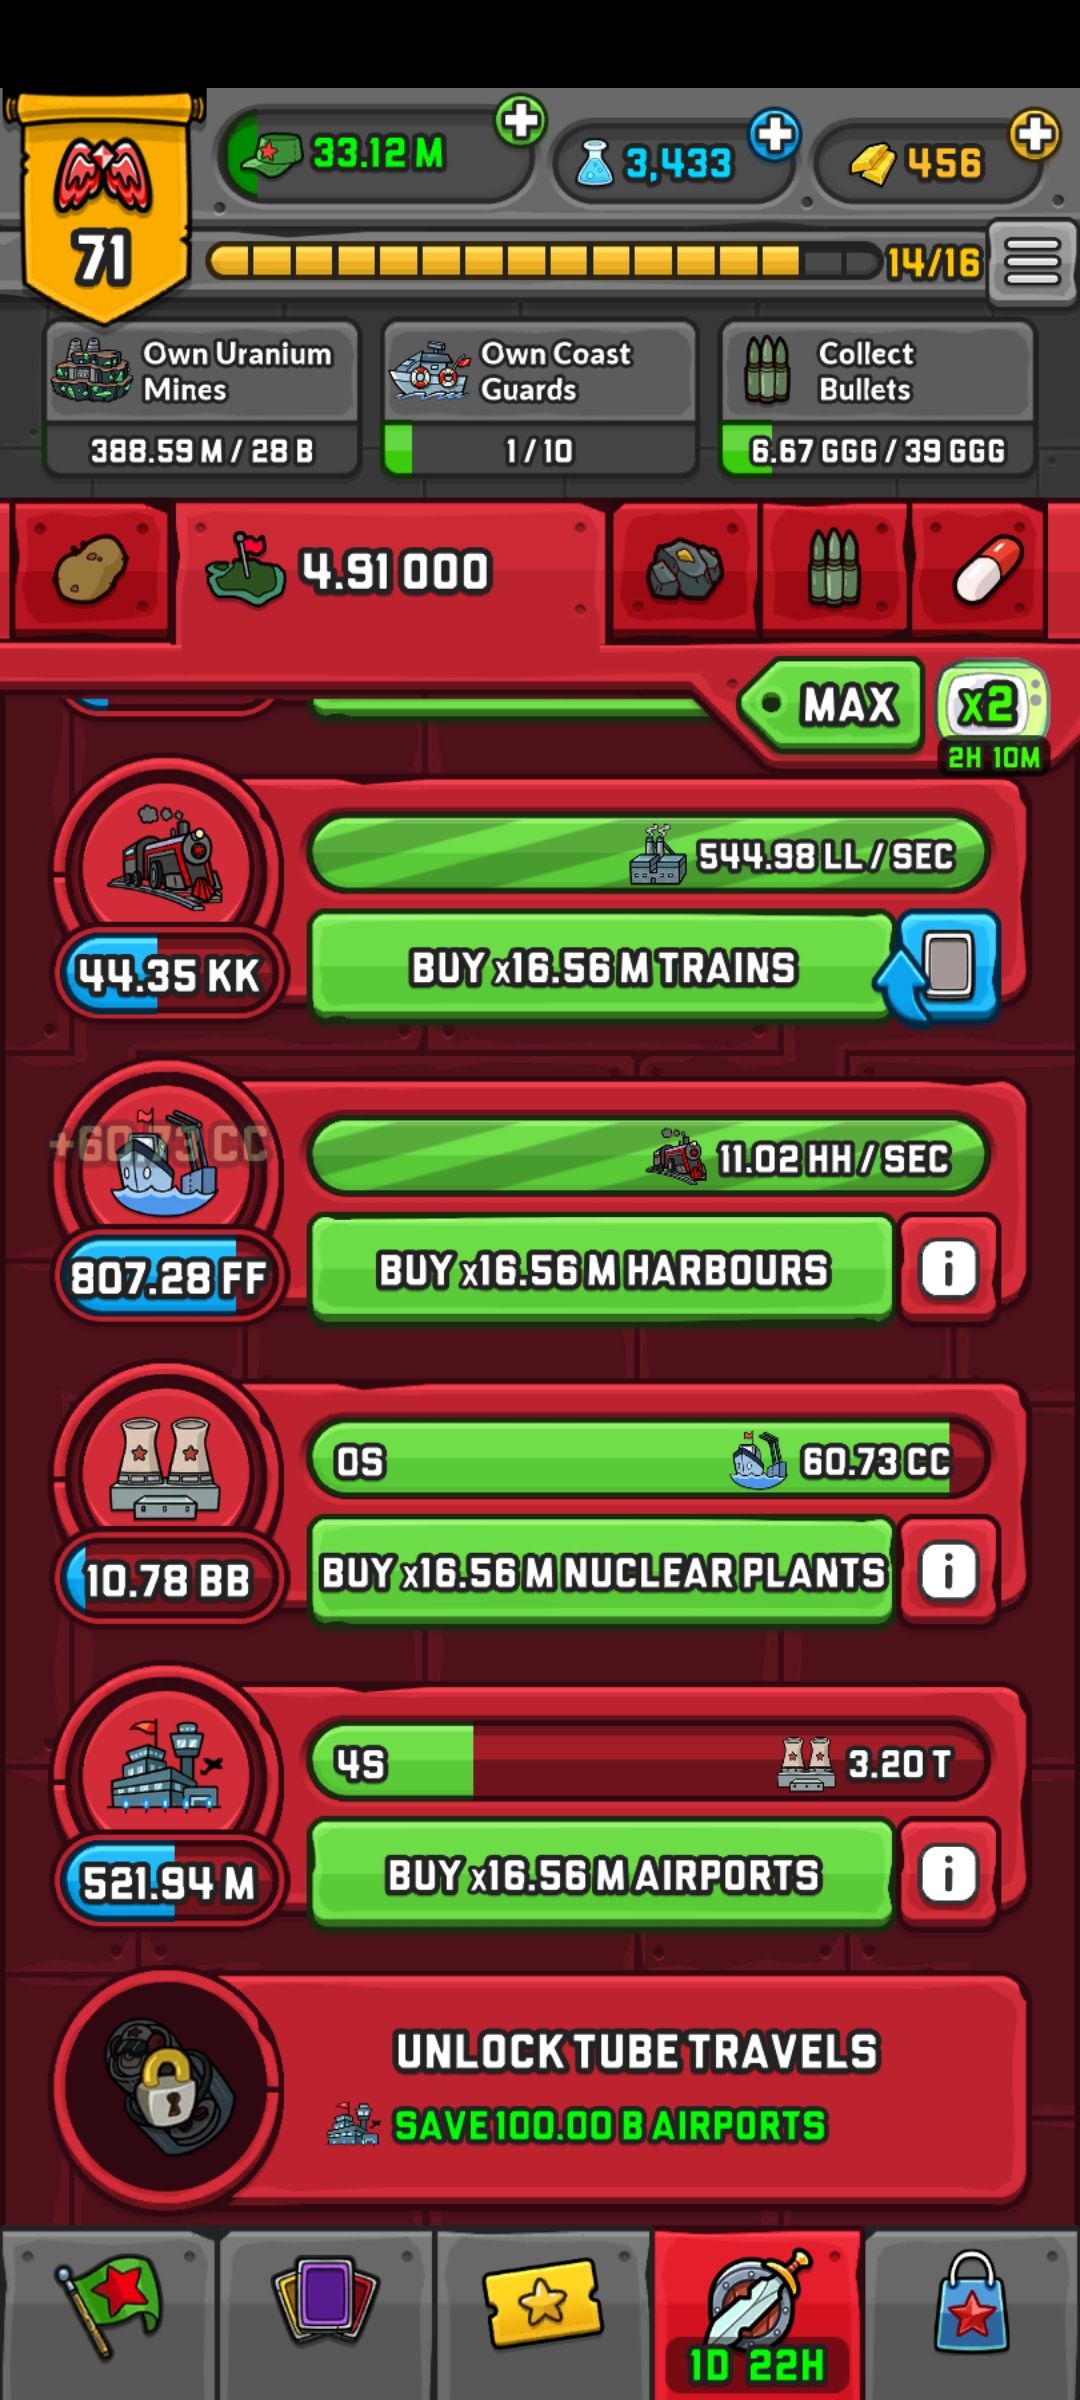 71
33.12 M
3,433
456
14/16
Own Uranium
Mines
388.59 M / 28 B
Own Coast
Guards
1 / 10
Collect
Bullets
6.67 GGG / 39 GGG
4.91 000
MAX
x2
2H 10M
544.98 LL / SEC
44.35 KK
BUY x16.56 M TRAINS
+60.73 CC
11.02 HH / SEC
807.28 FF
BUY x16.56 M HARBOURS
i
0S
60.73 CC
10.78 BB
BUY x16.56 M NUCLEAR PLANTS
i
4S
3.20 T
521.94 M
BUY x16.56 M AIRPORTS
i
UNLOCK TUBE TRAVELS
SAVE 100.00 B AIRPORTS
1D 22H